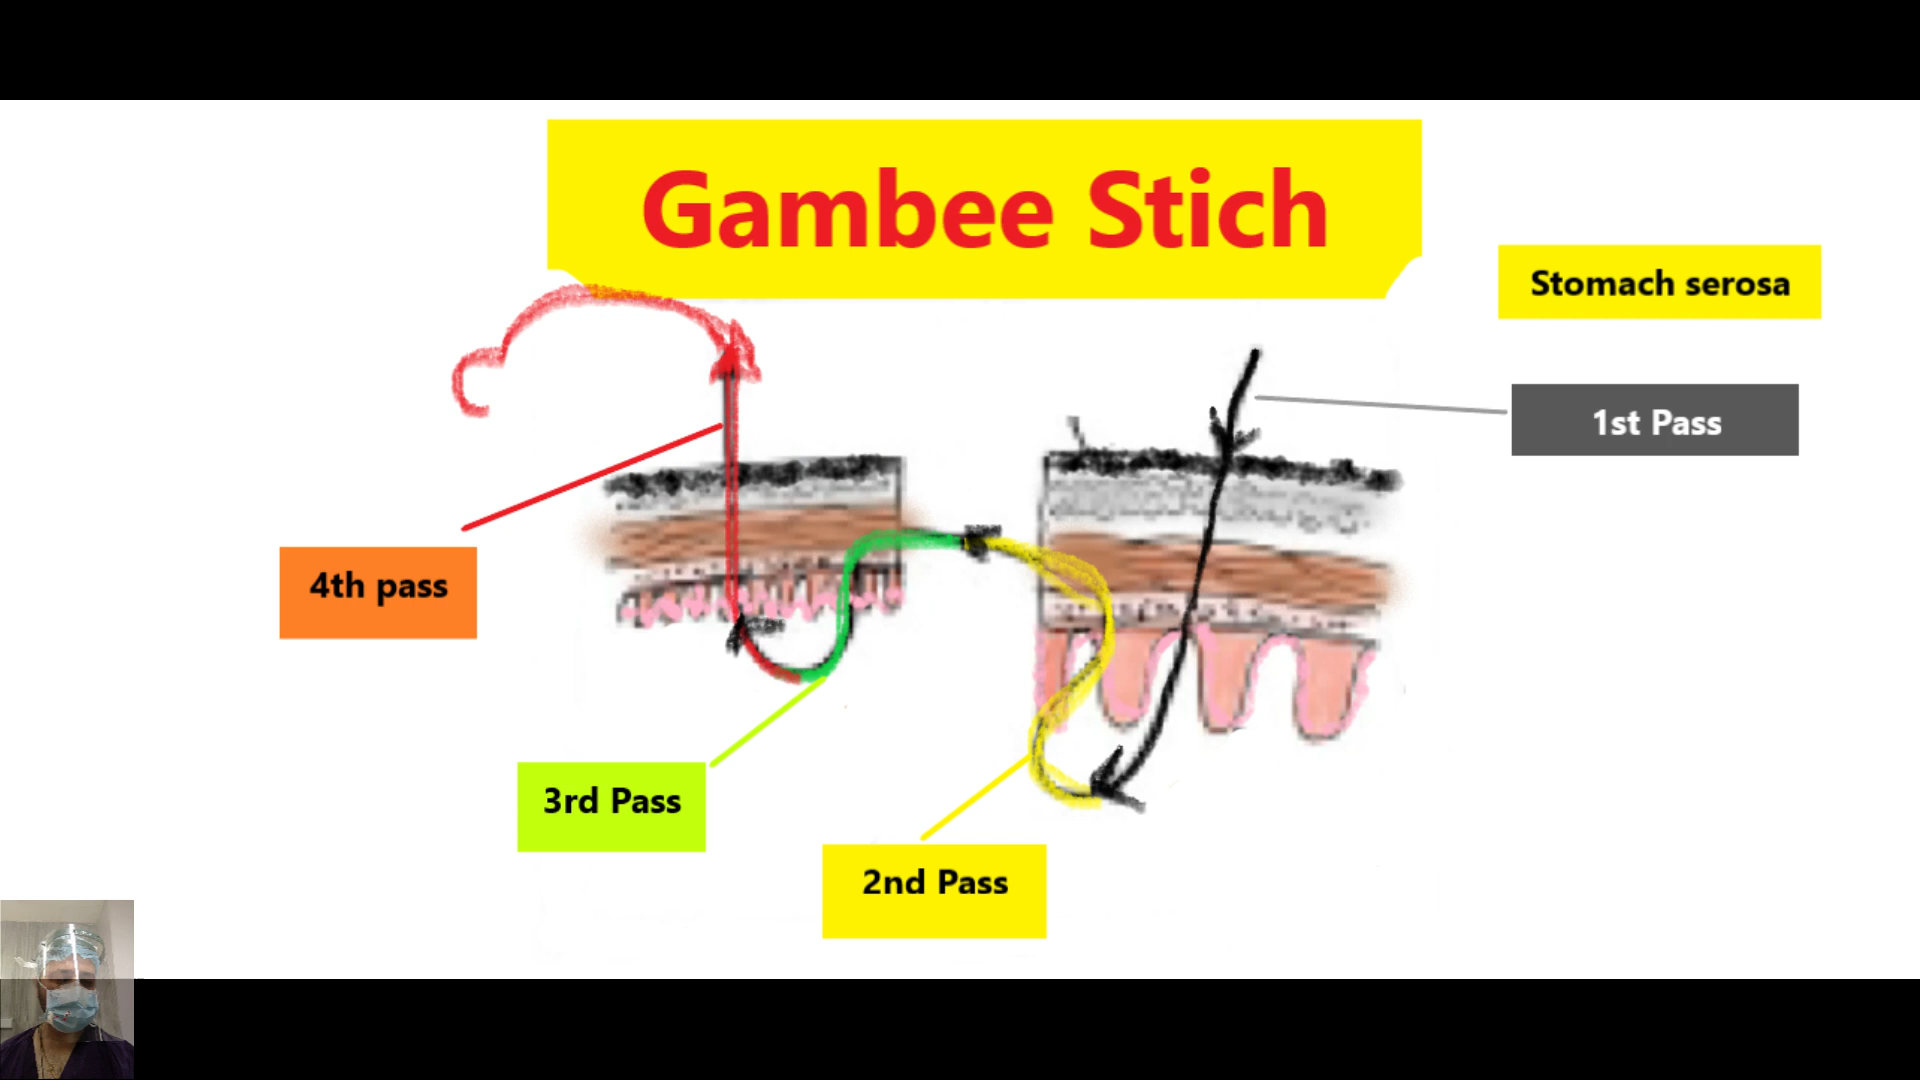 Gambee Stich
Stomach serosa
1st Pass
4th pass
3rd Pass
2nd Pass